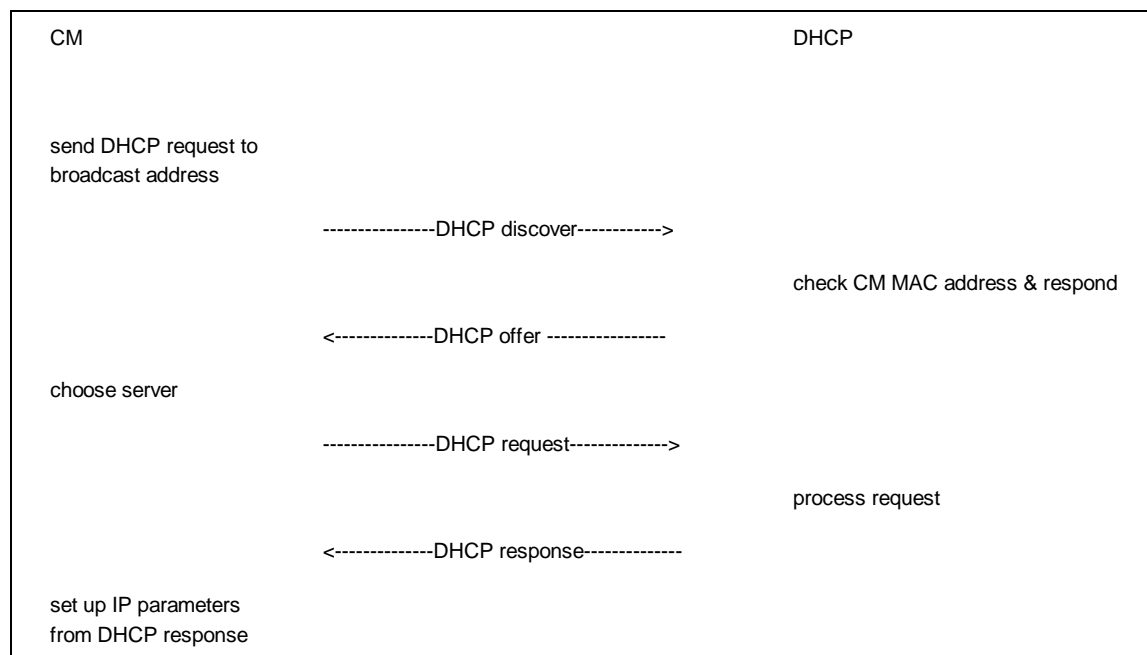 CM DHCP
send DHCP request to
broadcast address
----------------DHCP discover------------>
check CM MAC address & respond
<--------------DHCP offer -----------------
choose server
----------------DHCP request-------------->
process request
<--------------DHCP response--------------
set up IP parameters
from DHCP response